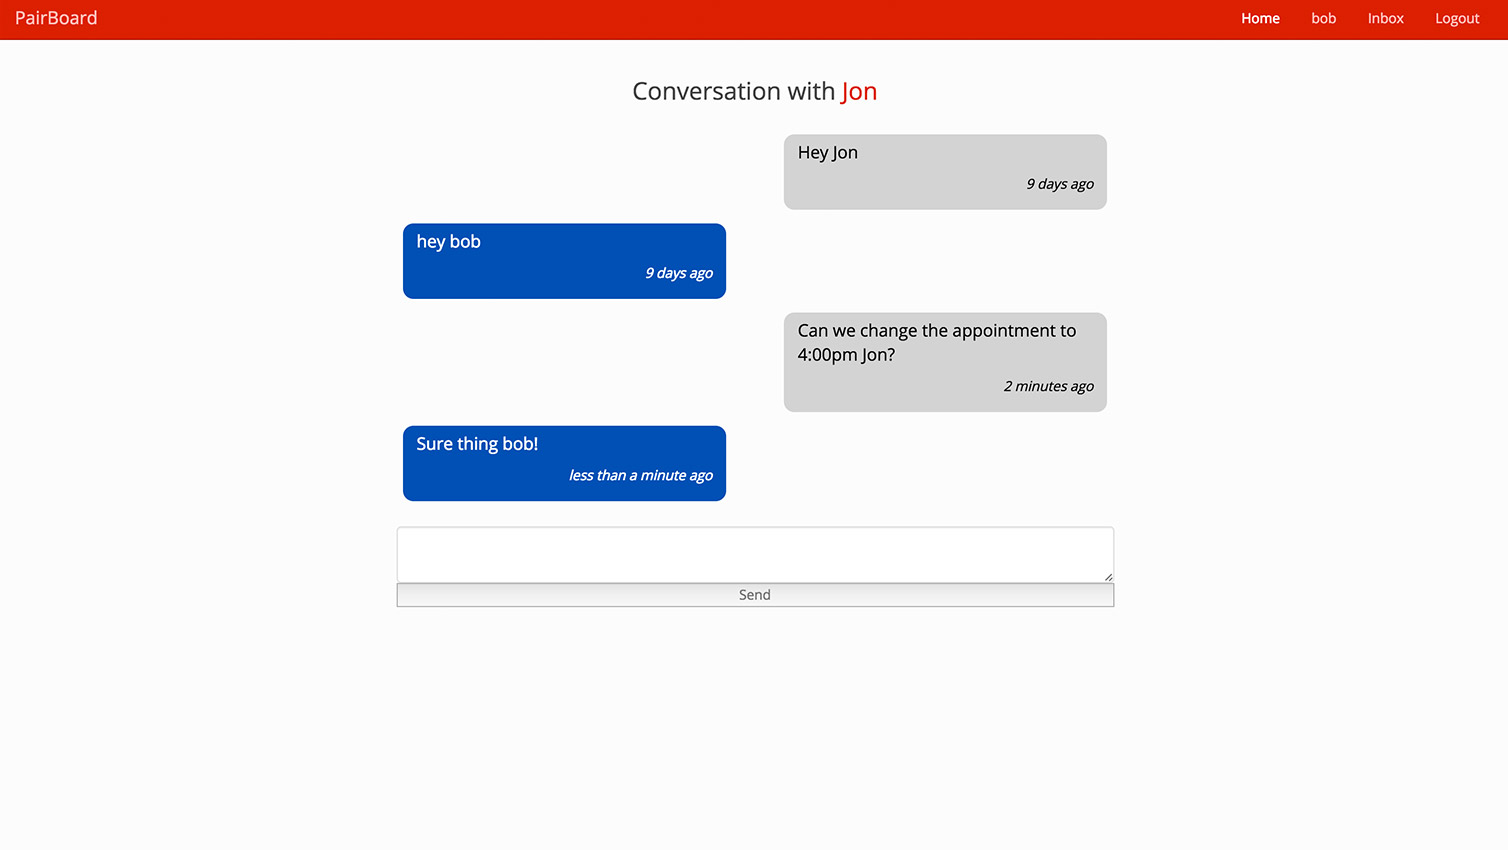 PairBoard
Home bob Inbox Logout
Conversation with Jon
Hey Jon
9 days ago
hey bob
9 days ago
Can we change the appointment to
4:00pm Jon?
2 minutes ago
Sure thing bob!
less than a minute ago
Send